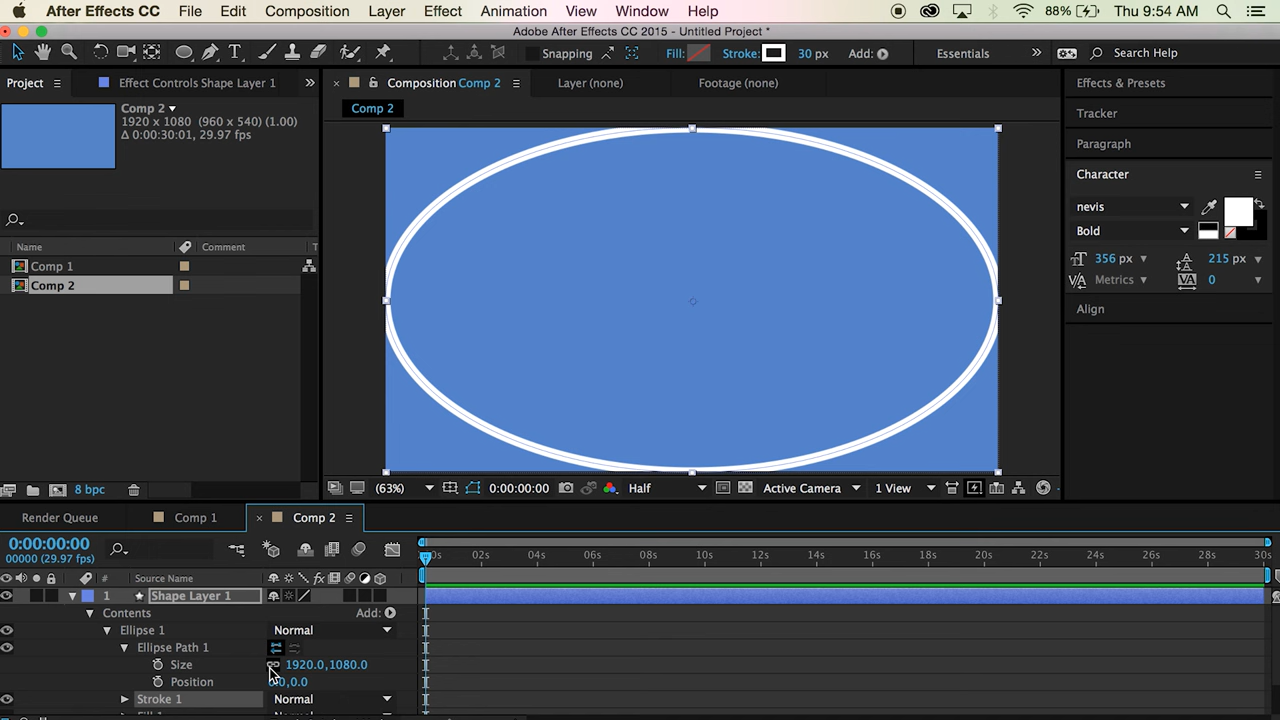 After Effects CC File Edit Composition Layer Effect Animation View Window Help 88% Thu 9:54 AM
Adobe After Effects CC 2015 - Untitled Project *
Snapping Fill: Stroke: 30 px Add: Essentials Search Help
Project Effect Controls Shape Layer 1 Composition Comp 2 Layer (none) Footage (none) Effects & Presets
Comp 2 Comp 2 Tracker
1920 x 1080 (960 x 540) (1.00)
Δ 0:00:30:01, 29.97 fps
Paragraph
Character
nevis
Bold
356 px 215 px
Metrics 0
Align
Name Comment T
Comp 1
Comp 2
8 bpc (63%) 0:00:00:00 Half Active Camera 1 View
Render Queue Comp 1 Comp 2
0:00:00:00
00000 (29.97 fps)
02s 04s 06s 08s 10s 12s 14s 16s 18s 20s 22s 24s 26s 28s 30s
# Source Name
1 Shape Layer 1
Contents Add:
Ellipse 1 Normal
Ellipse Path 1
Size 1920.0,1080.0
Position 0,0.0
Stroke 1 Normal